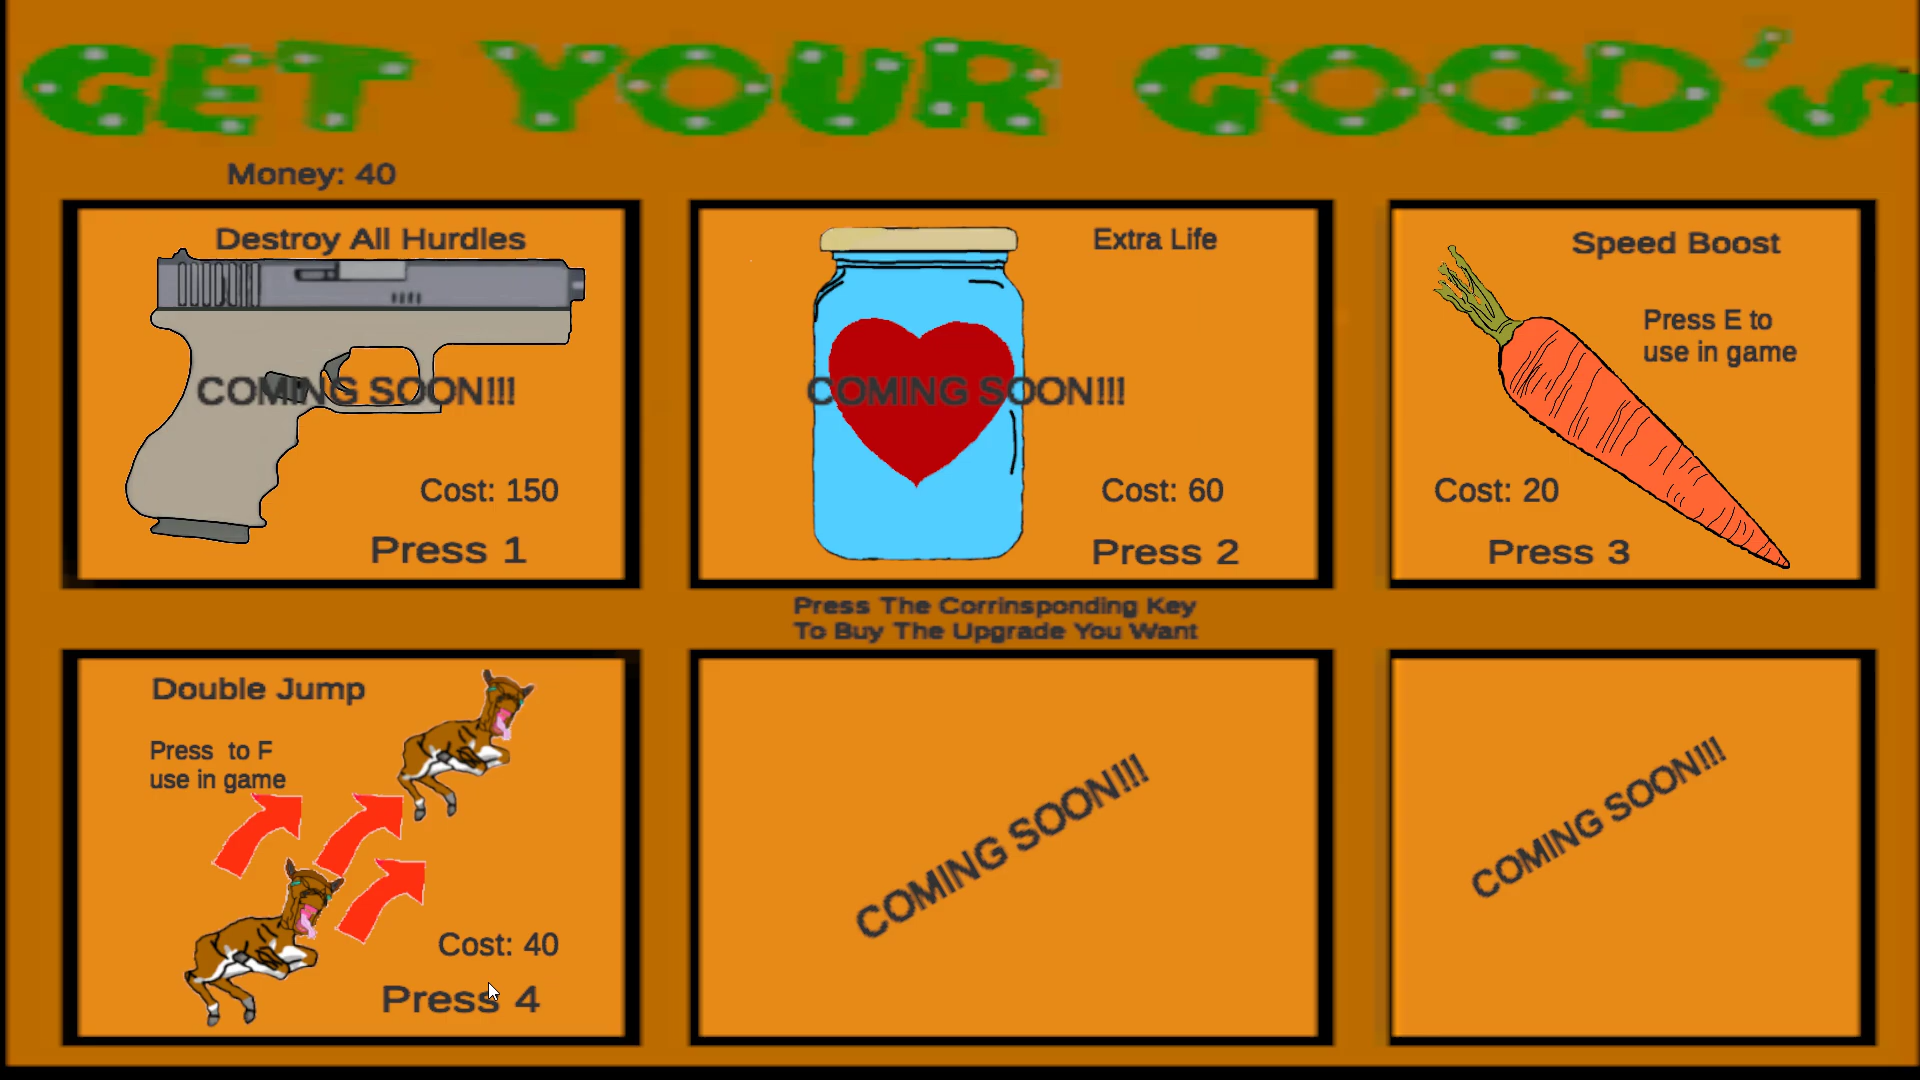 GET YOUR GOOD'S
Money: 40
Destroy All Hurdles
COMING SOON!!!
Cost: 150
Press 1
Extra Life
COMING SOON!!!
Cost: 60
Press 2
Speed Boost
Press E to
use in game
Cost: 20
Press 3
Press The Corrinsponding Key
To Buy The Upgrade You Want
Double Jump
Press  to F
use in game
Cost: 40
Press 4
COMING SOON!!!
COMING SOON!!!